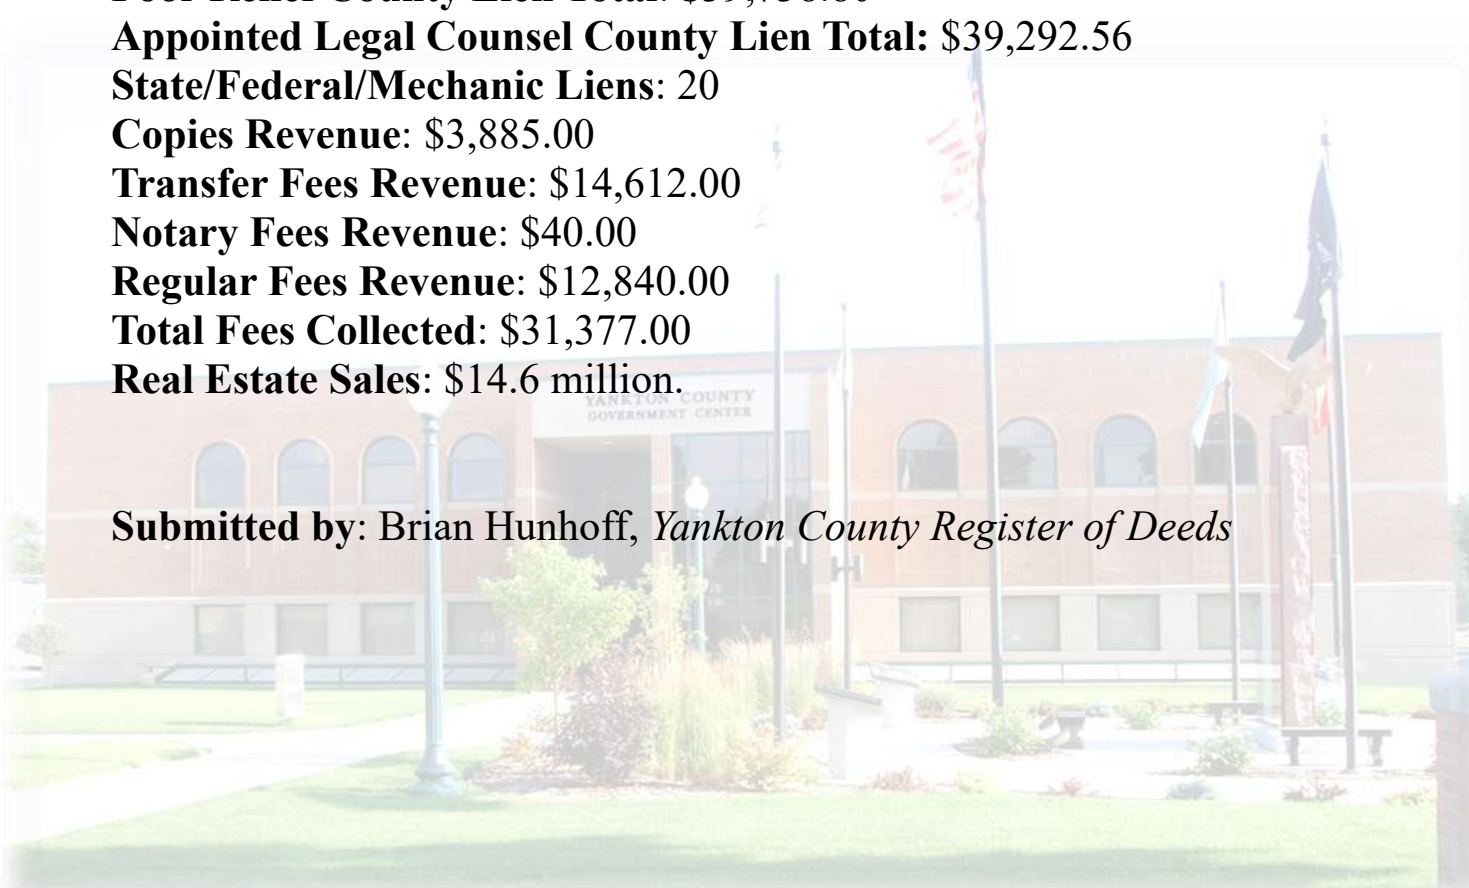 Appointed Legal Counsel County Lien Total: $39,292.56
State/Federal/Mechanic Liens: 20
Copies Revenue: $3,885.00
Transfer Fees Revenue: $14,612.00
Notary Fees Revenue: $40.00
Regular Fees Revenue: $12,840.00
Total Fees Collected: $31,377.00
Real Estate Sales: $14.6 million.
YANKTON COUNTY
GOVERNMENT CENTER
Submitted by: Brian Hunhoff, Yankton County Register of Deeds